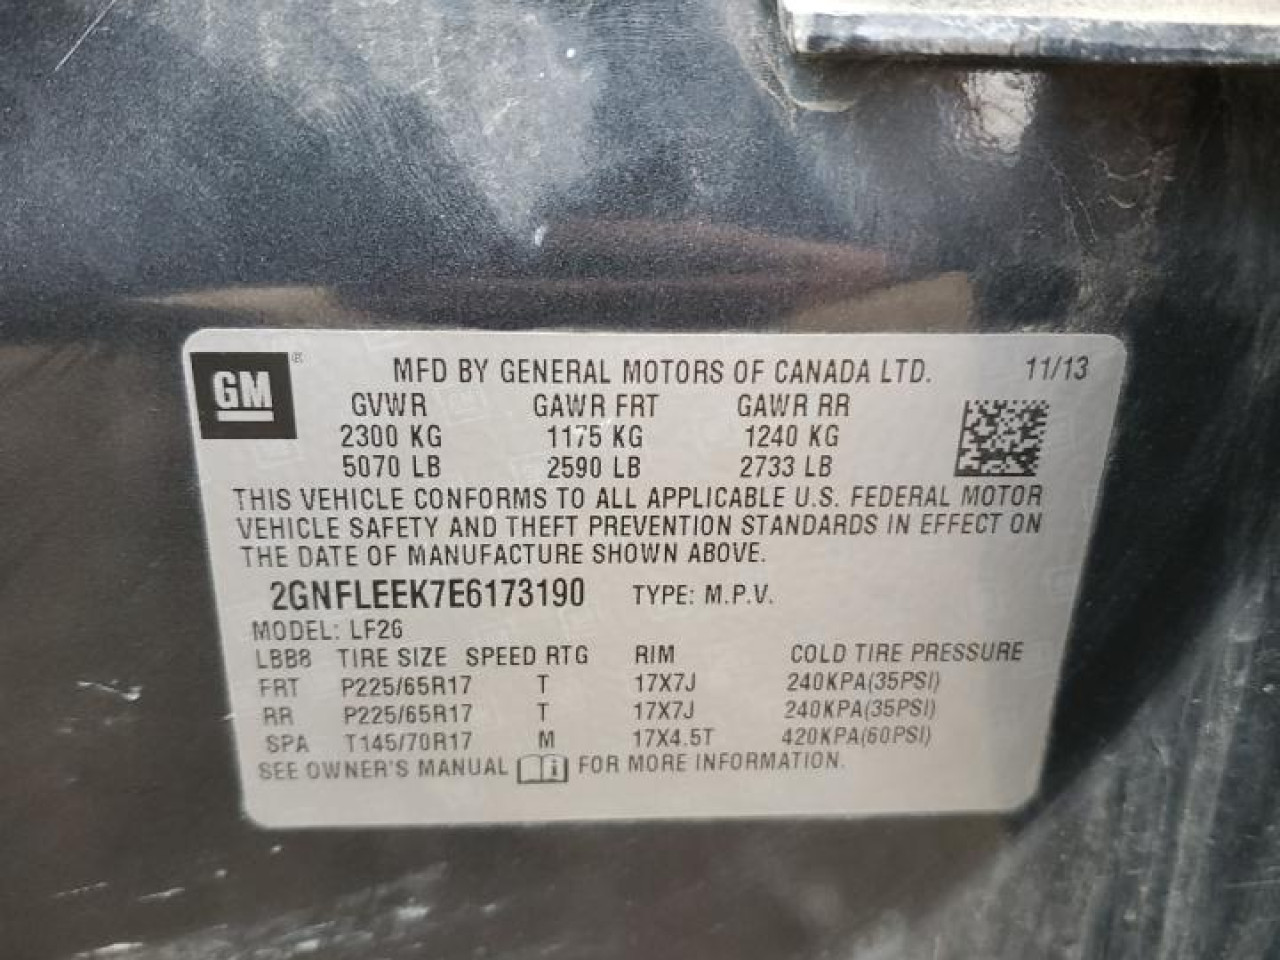 GM ® MFD BY GENERAL MOTORS OF CANADA LTD. 11/13
GVWR GAWR FRT GAWR RR
2300 KG 1175 KG 1240 KG
5070 LB 2590 LB 2733 LB
THIS VEHICLE CONFORMS TO ALL APPLICABLE U.S. FEDERAL MOTOR
VEHICLE SAFETY AND THEFT PREVENTION STANDARDS IN EFFECT ON
THE DATE OF MANUFACTURE SHOWN ABOVE.
2GNFLEEK7E6173190 TYPE: M.P.V.
MODEL: LF26
LBB8 TIRE SIZE SPEED RTG RIM COLD TIRE PRESSURE
FRT P225/65R17 T 17X7J 240KPA(35PSI)
RR P225/65R17 T 17X7J 240KPA(35PSI)
SPA T145/70R17 M 17X4.5T 420KPA(60PSI)
SEE OWNER'S MANUAL i FOR MORE INFORMATION.